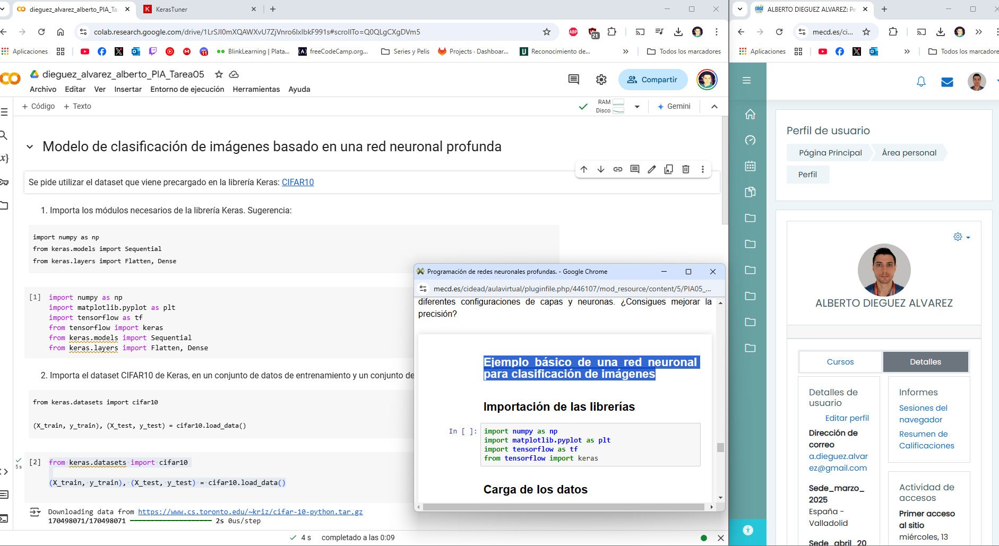 dieguez_alvarez_alberto_PIA_Ta
KerasTuner
colab.research.google.com/drive/1LrSJl0mXQAWXvU7ZjVnro6lxIbkF991s#scrollTo=Q0QLgCXgDVm5
ABP
21
Aplicaciones
11
BlinkLearning | Plata...
freeCodeCamp.org...
Series y Pelis
Projects · Dashboar...
Reconocimiento de...
»
Todos los marcadores
dieguez_alvarez_alberto_PIA_Tarea05
Archivo Editar Ver Insertar Entorno de ejecución Herramientas Ayuda
Compartir
+ Código + Texto
RAM
Disco
Gemini
Modelo de clasificación de imágenes basado en una red neuronal profunda
Se pide utilizar el dataset que viene precargado en la librería Keras: CIFAR10
1. Importa los módulos necesarios de la librería Keras. Sugerencia:
import numpy as np
from keras.models import Sequential
from keras.layers import Flatten, Dense
[1] import numpy as np
import matplotlib.pyplot as plt
import tensorflow as tf
from tensorflow import keras
from keras.models import Sequential
from keras.layers import Flatten, Dense
2. Importa el dataset CIFAR10 de Keras, en un conjunto de datos de entrenamiento y un conjunto de
from keras.datasets import cifar10
(X_train, y_train), (X_test, y_test) = cifar10.load_data()
5 s
[2] from keras.datasets import cifar10
(X_train, y_train), (X_test, y_test) = cifar10.load_data()
Downloading data from https://www.cs.toronto.edu/~kriz/cifar-10-python.tar.gz
170498071/170498071 ━━━━━━━━━━━━━━━━━━━━ 2s 0us/step
4 s completado a las 0:09
Programación de redes neuronales profundas. - Google Chrome
mecd.es/cidead/aulavirtual/pluginfile.php/446107/mod_resource/content/5/PIA05_...
diferentes configuraciones de capas y neuronas. ¿Consigues mejorar la
precisión?
Ejemplo básico de una red neuronal
para clasificación de imágenes
Importación de las librerías
In [ ]: import numpy as np
import matplotlib.pyplot as plt
import tensorflow as tf
from tensorflow import keras
Carga de los datos
ALBERTO DIEGUEZ ALVAREZ: Pe
mecd.es/ci...
»
Aplicaciones
»
Todos los marcadore
Perfil de usuario
Página Principal
Área personal
Perfil
ALBERTO DIEGUEZ ALVAREZ
Cursos
Detalles
Detalles de
usuario
Editar perfil
Dirección de
correo
a.dieguez.alvar
ez@gmail.com
Sede_marzo_
2025
España -
Valladolid
Sede_abril_20
Informes
Sesiones del
navegador
Resumen de
Calificaciones
Actividad de
accesos
Primer acceso
al sitio
miércoles, 13